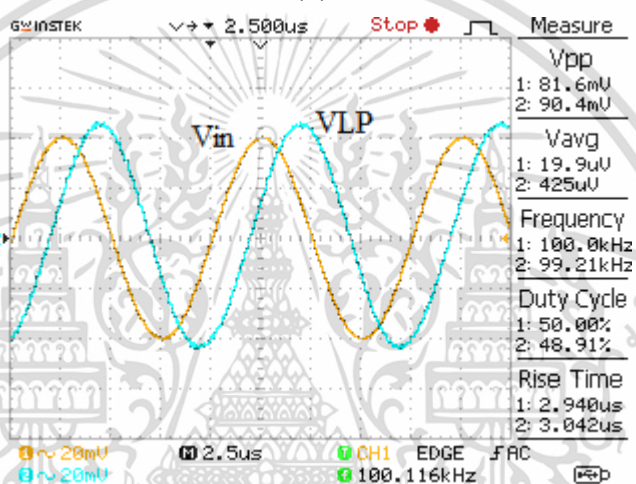 GWINSTEK 2.500us Stop Measure
Vin VLP
Vpp
1: 81.6mV
2: 90.4mV
Vavg
1: 19.9uV
2: 425uV
Frequency
1: 100.0kHz
2: 99.21kHz
Duty Cycle
1: 50.00%
2: 48.91%
Rise Time
1: 2.940us
2: 3.042us
1 20mV M 2.5us T CH1 EDGE AC
2 20mV f 100.116kHz